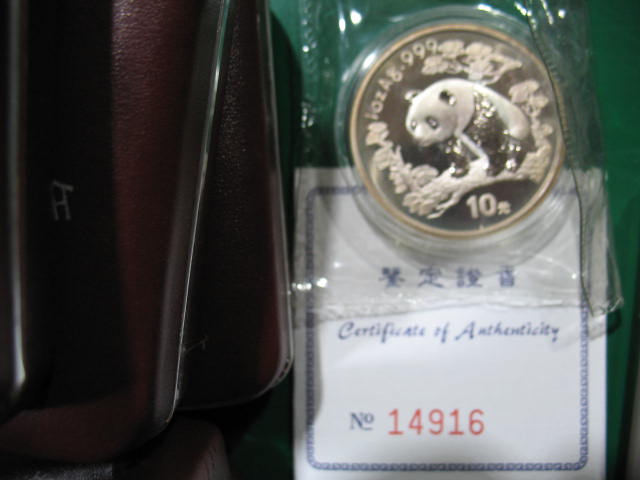 1oz Ag .999
10元
鑒定證書
Certificate of Authenticity
No 14916